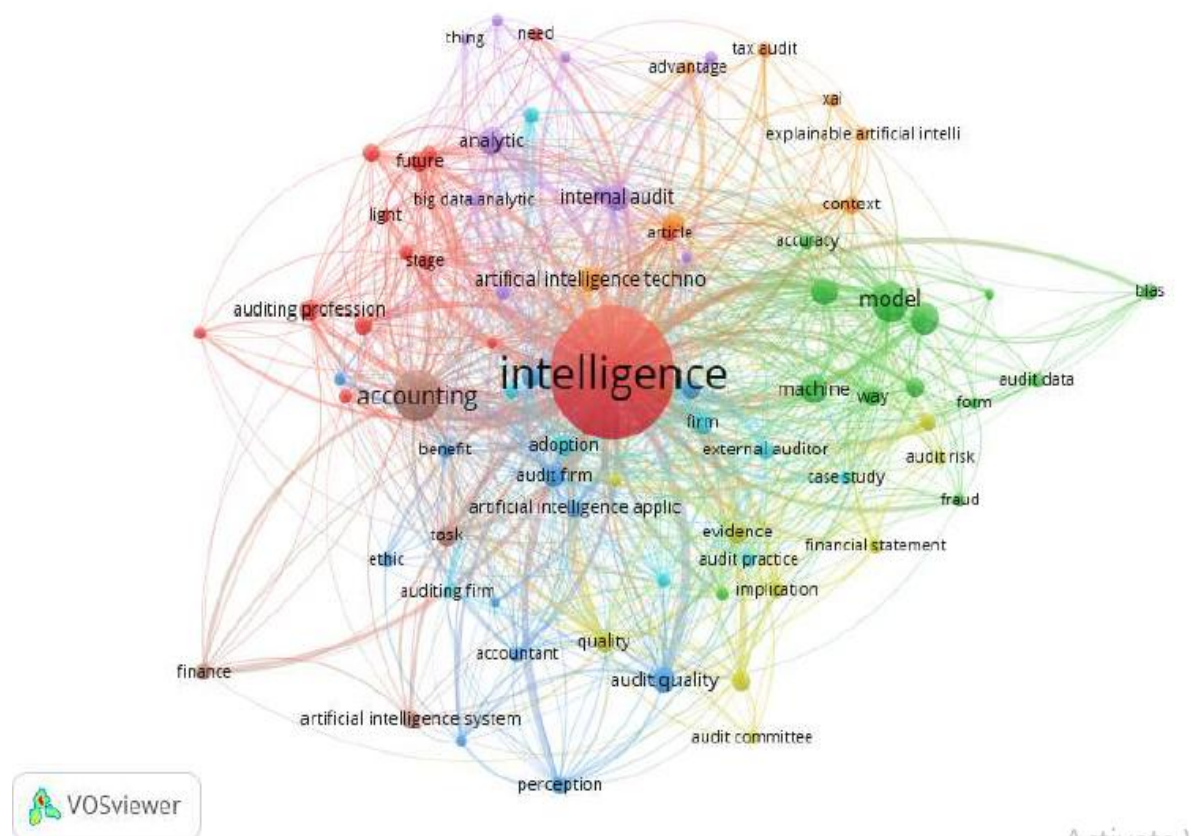 thing
need
advantage
tax audit
xai
explainable artificial intelli
analytic
future
big data analytic
internal audit
light
context
article
accuracy
stage
artificial intelligence techno
bias
auditing profession
model
intelligence
accounting
machine
way
audit data
form
firm
benefit
adoption
external auditor
audit risk
audit firm
case study
fraud
artificial intelligence applic
task
evidence
financial statement
ethic
audit practice
auditing firm
implication
quality
accountant
finance
audit quality
artificial intelligence system
audit committee
perception
VOSviewer